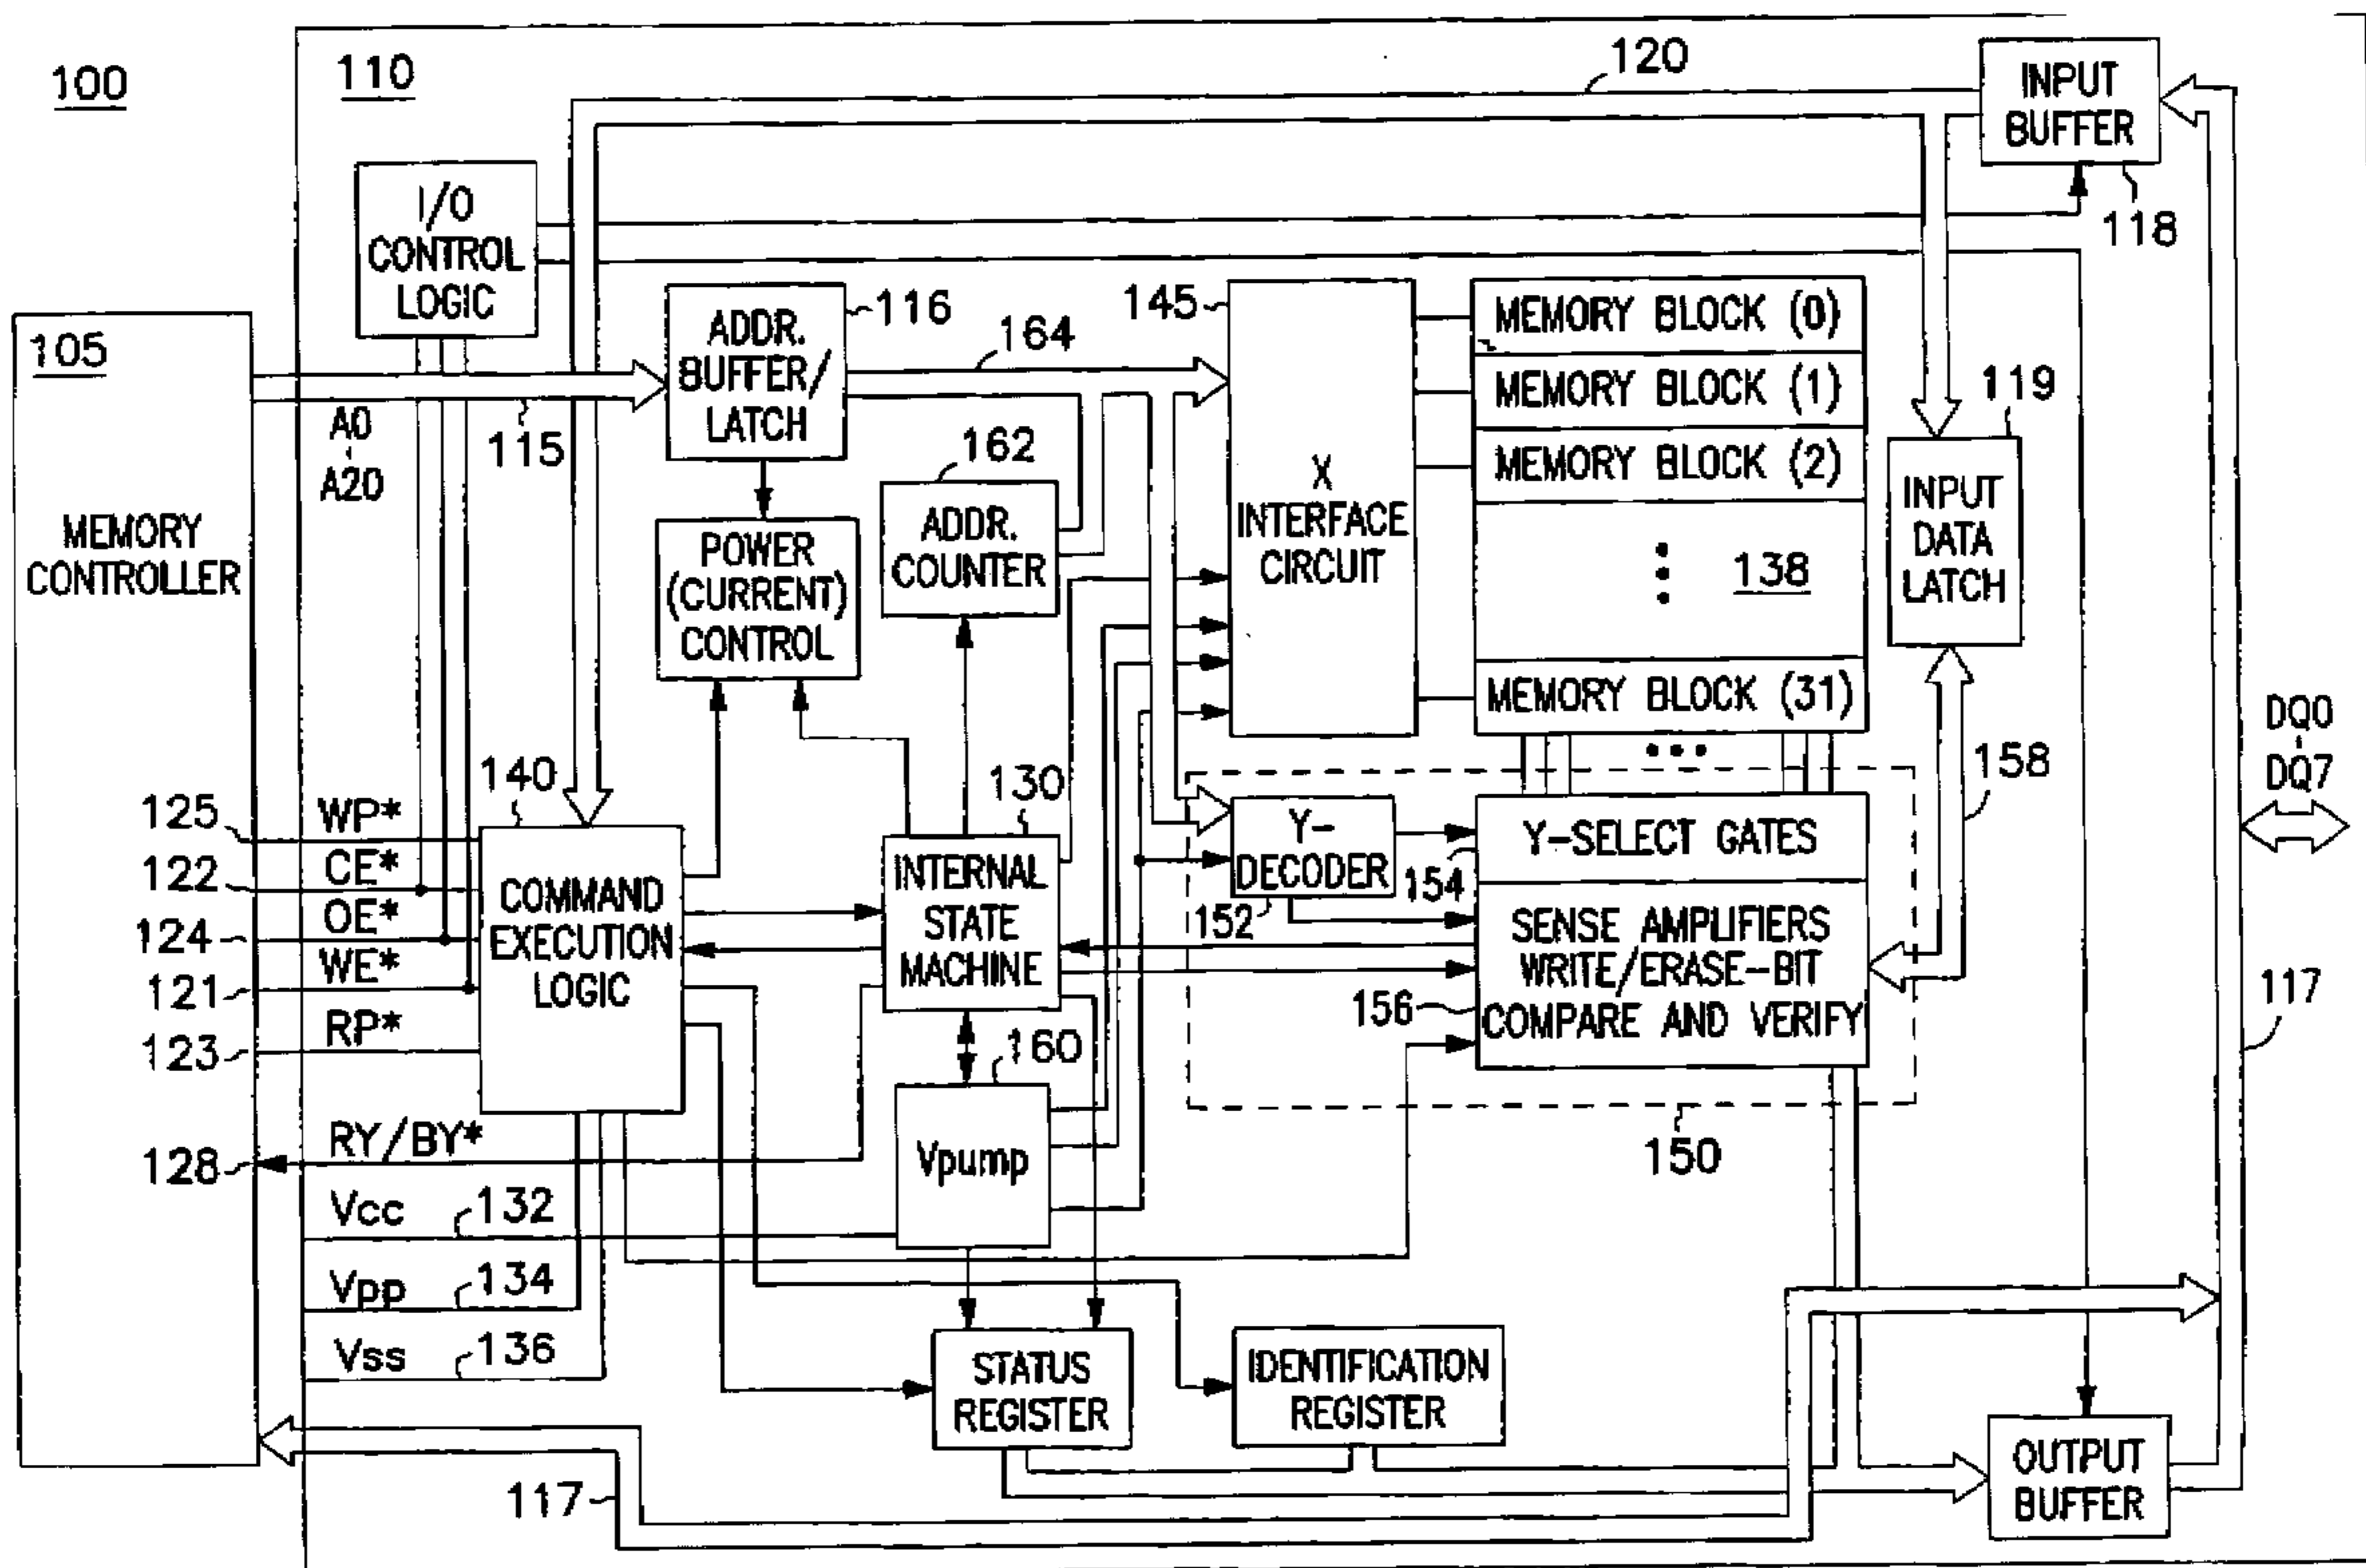 100
110
120
INPUT
BUFFER
118
I/O
CONTROL
LOGIC
105
MEMORY
CONTROLLER
A0
A20
115
ADDR.
BUFFER/
LATCH
116
164
162
ADDR.
COUNTER
POWER
(CURRENT)
CONTROL
145
X
INTERFACE
CIRCUIT
MEMORY BLOCK (0)
MEMORY BLOCK (1)
MEMORY BLOCK (2)
138
MEMORY BLOCK (31)
119
INPUT
DATA
LATCH
158
DQ0
DQ7
117
125
WP*
122
CE*
124
OE*
121
WE*
123
RP*
128
RY/BY*
Vcc
132
Vpp
134
Vss
136
140
COMMAND
EXECUTION
LOGIC
130
INTERNAL
STATE
MACHINE
160
Vpump
Y-
DECODER
152
154
Y-SELECT GATES
SENSE AMPLIFIERS
WRITE/ERASE-BIT
COMPARE AND VERIFY
156
150
STATUS
REGISTER
IDENTIFICATION
REGISTER
OUTPUT
BUFFER
117